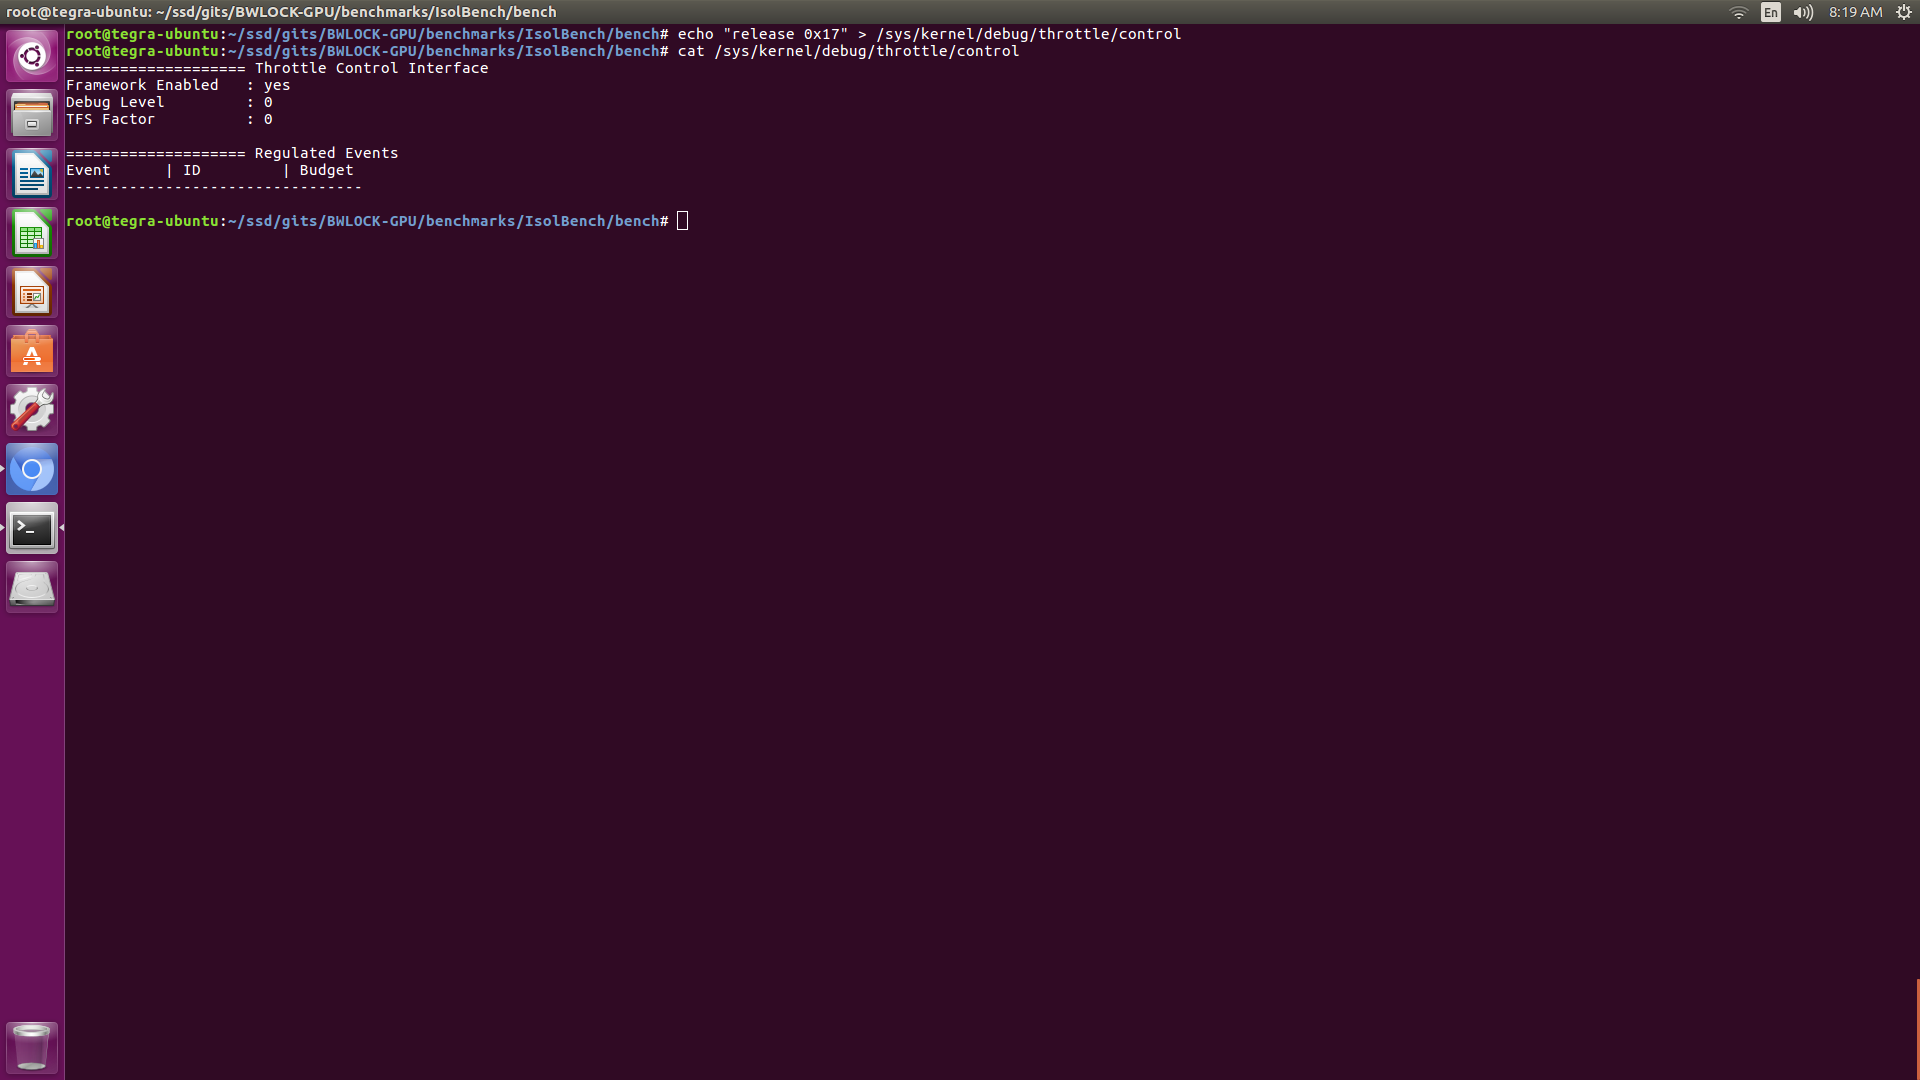 root@tegra-ubuntu: ~/ssd/gits/BWLOCK-GPU/benchmarks/IsolBench/bench En 8:19 AM
root@tegra-ubuntu:~/ssd/gits/BWLOCK-GPU/benchmarks/IsolBench/bench# echo "release 0x17" > /sys/kernel/debug/throttle/control
root@tegra-ubuntu:~/ssd/gits/BWLOCK-GPU/benchmarks/IsolBench/bench# cat /sys/kernel/debug/throttle/control
==================== Throttle Control Interface
Framework Enabled   : yes
Debug Level         : 0
TFS Factor          : 0
==================== Regulated Events
Event      | ID         | Budget
---------------------------------
root@tegra-ubuntu:~/ssd/gits/BWLOCK-GPU/benchmarks/IsolBench/bench#